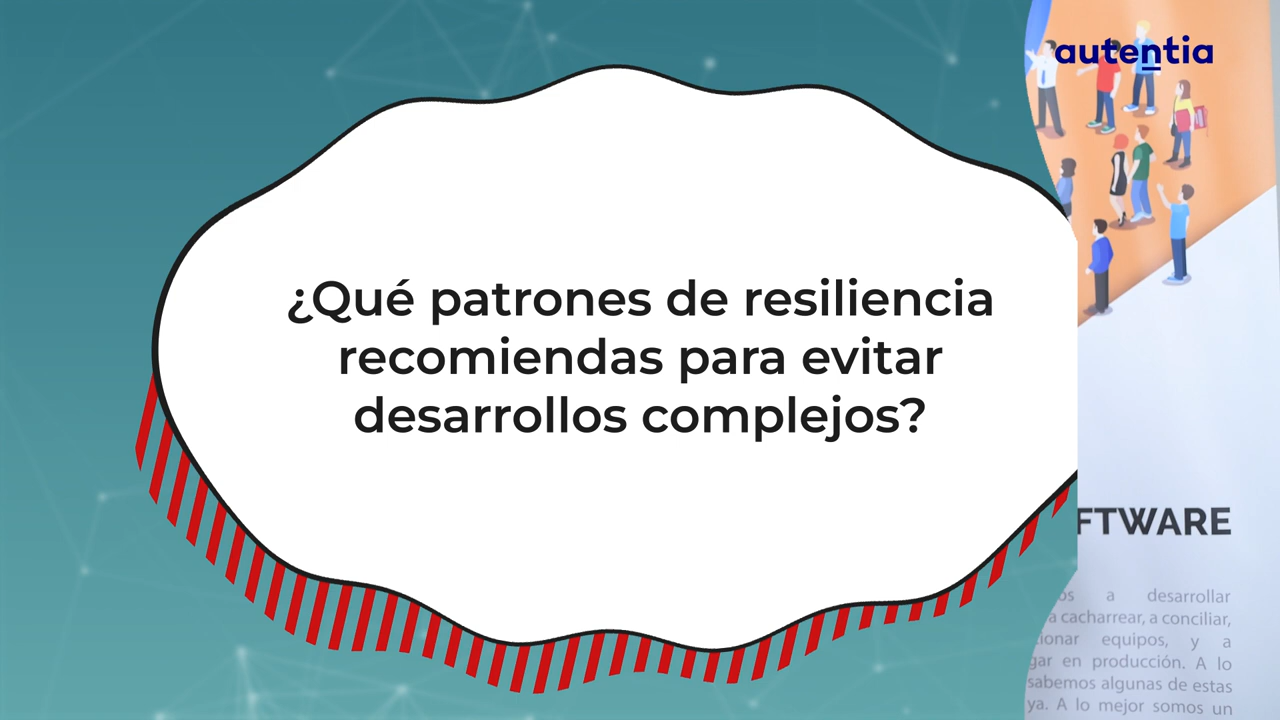 autentia
¿Qué patrones de resiliencia
recomiendas para evitar
desarrollos complejos?
FTWARE
a desarrollar
a cacharrear, a conciliar,
equipos, y a
en producción. A lo
sabemos algunas de estas
ya. A lo mejor somos un